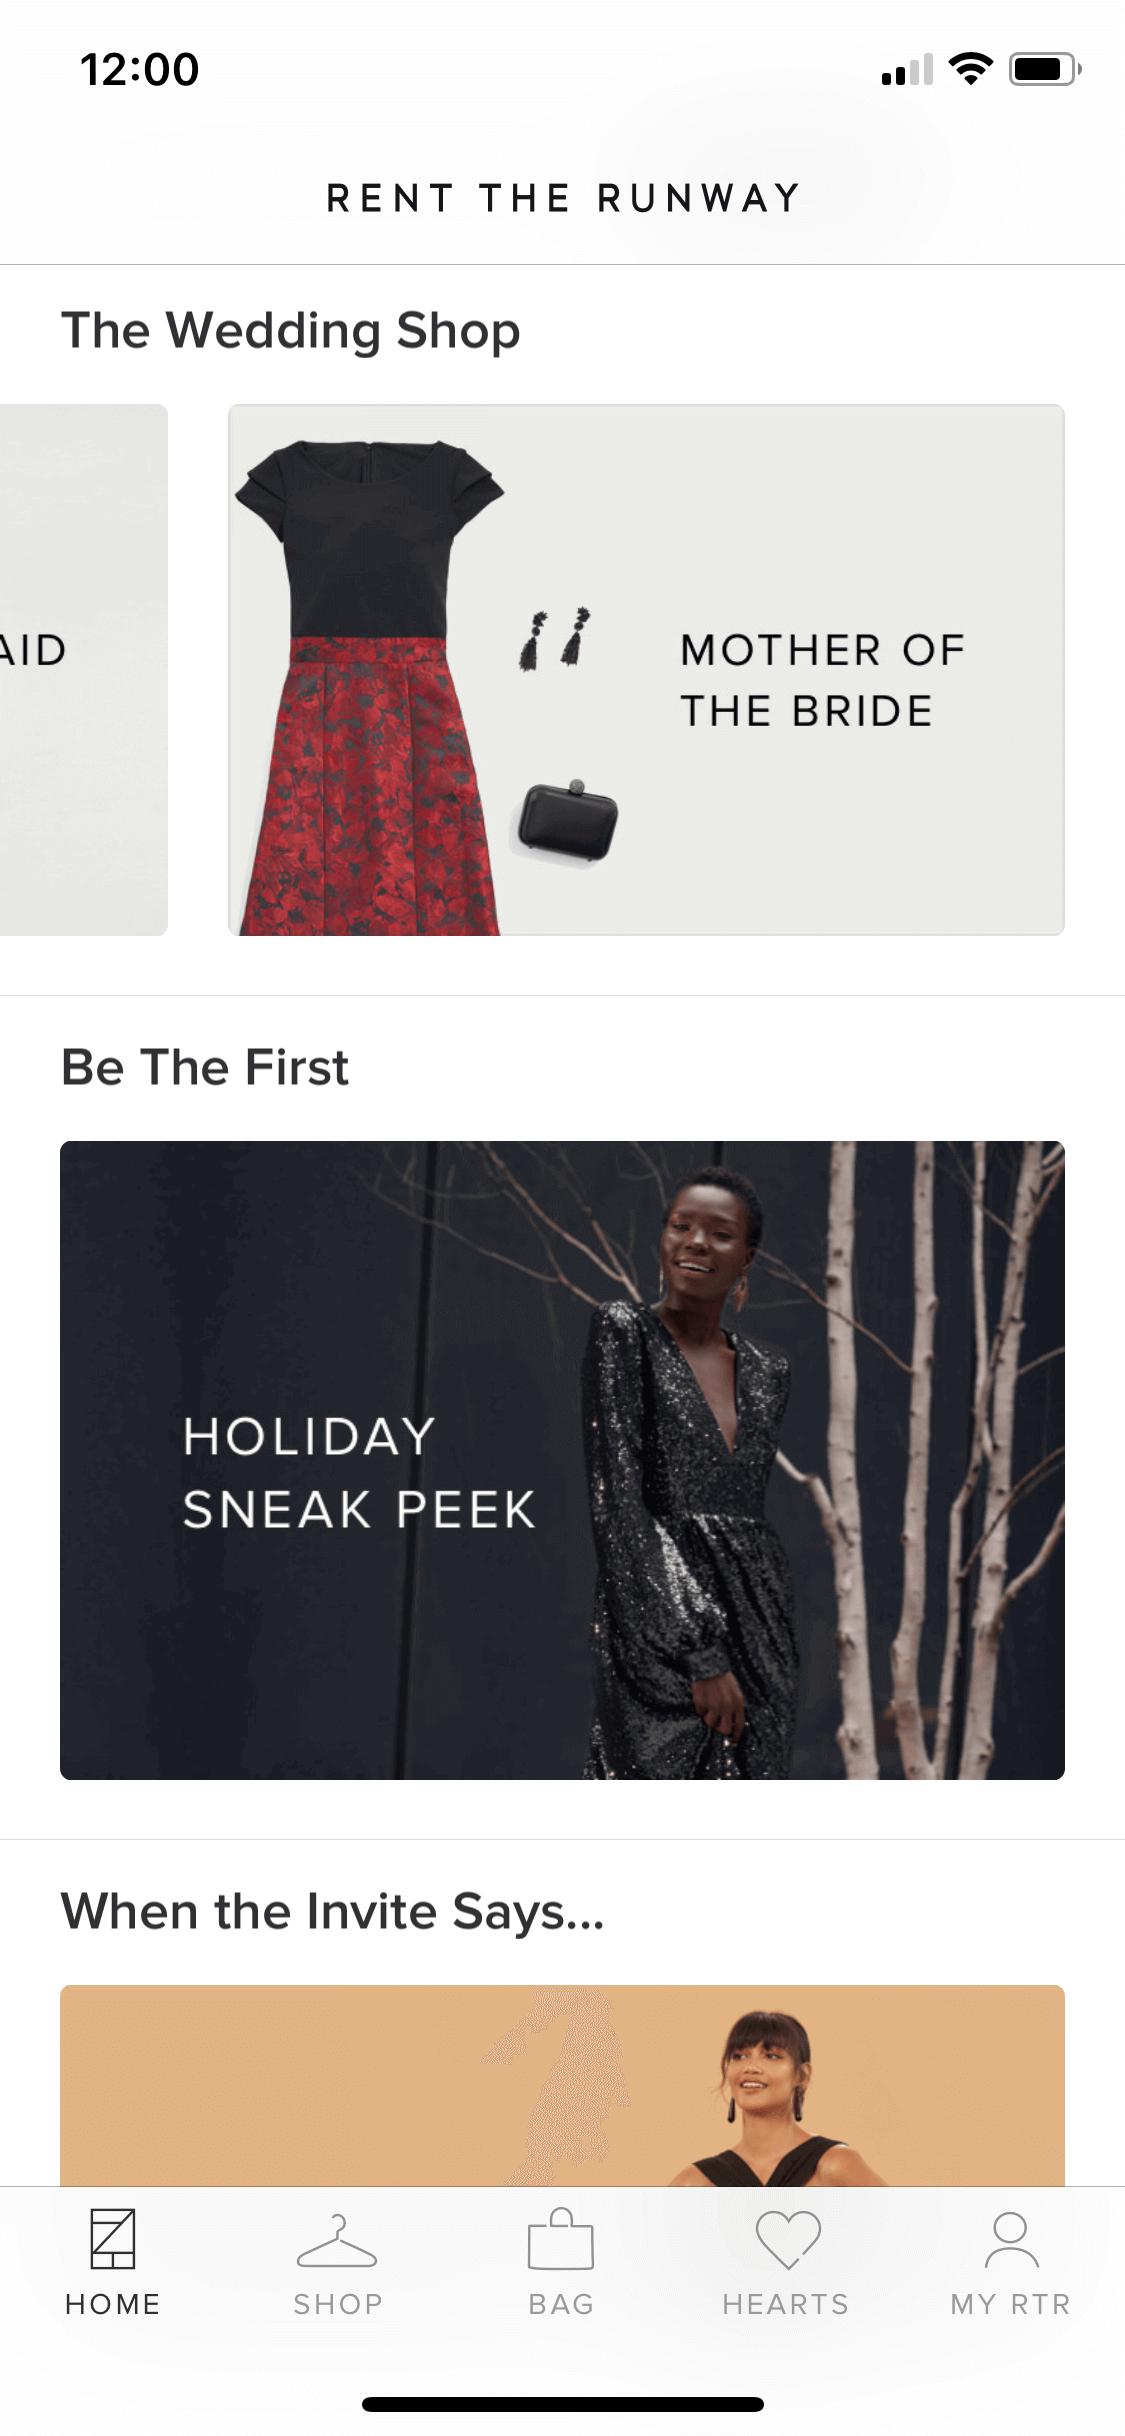 12:00
RENT THE RUNWAY
The Wedding Shop
AID
MOTHER OF
THE BRIDE
Be The First
HOLIDAY
SNEAK PEEK
When the Invite Says...
HOME
SHOP
BAG
HEARTS
MY RTR